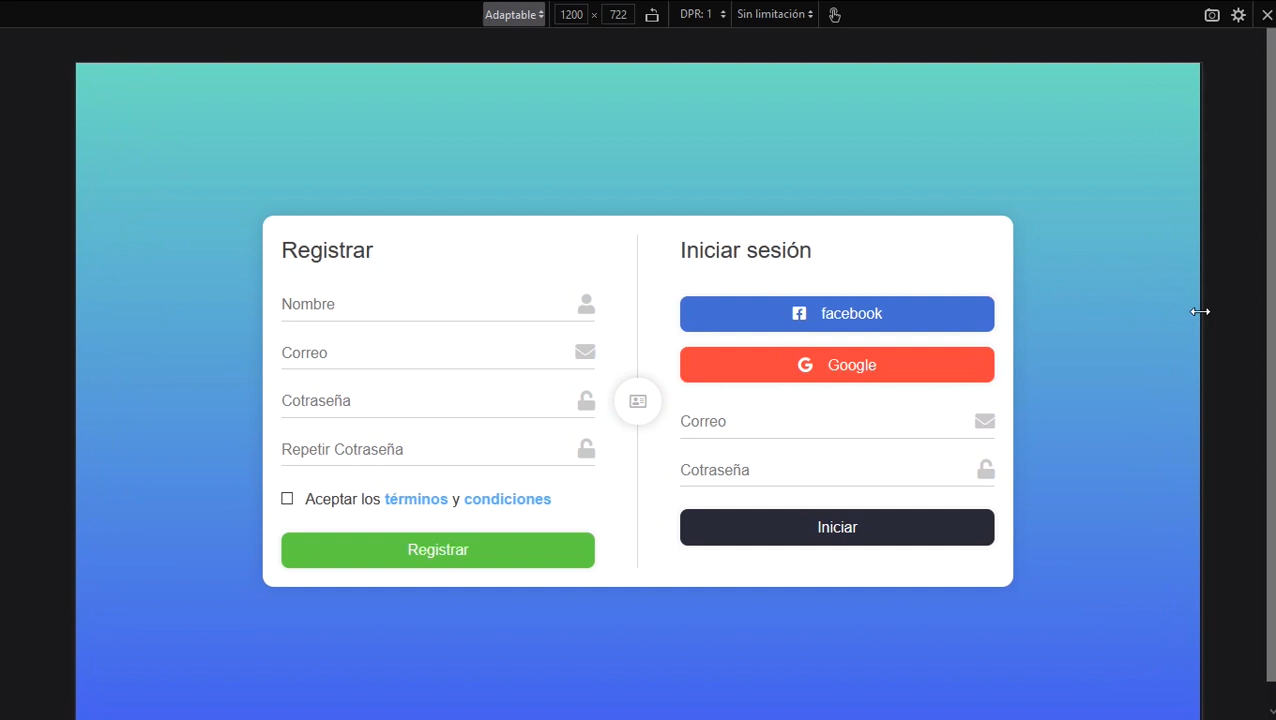 Adaptable 1200 × 722 DPR: 1 Sin limitación
Registrar
Nombre
Correo
Cotraseña
Repetir Cotraseña
Aceptar los términos y condiciones
Registrar
Iniciar sesión
facebook
Google
Correo
Cotraseña
Iniciar